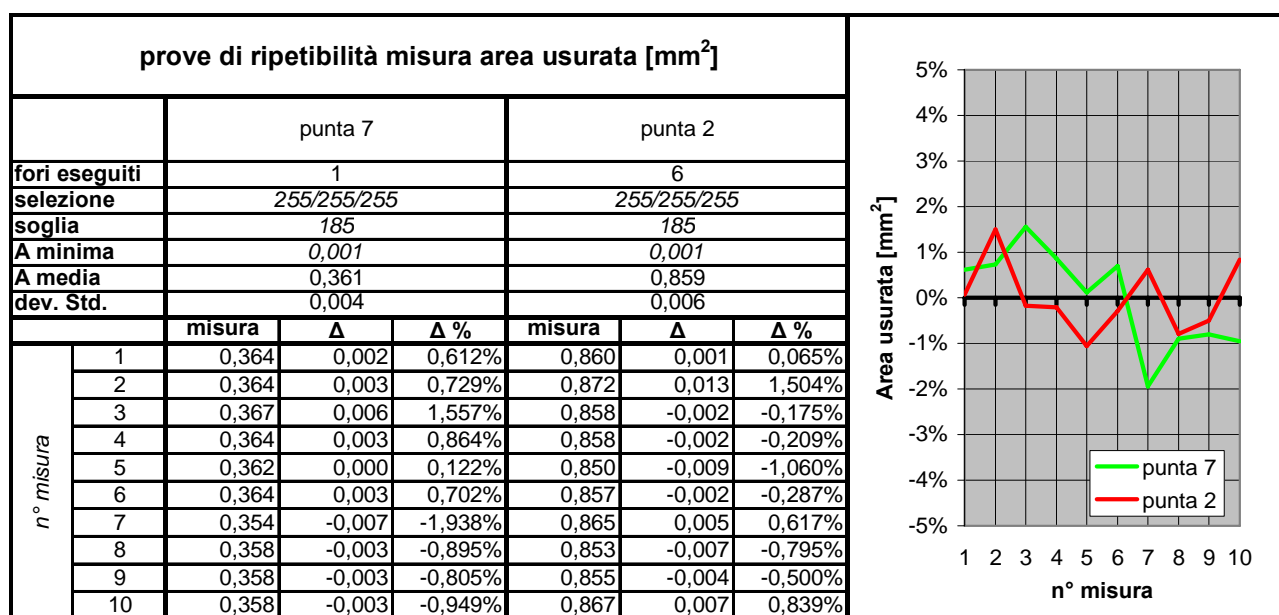 prove di ripetibilità misura area usurata [mm²]
punta 7 punta 2
fori eseguiti 1 6
selezione 255/255/255 255/255/255
soglia 185 185
A minima 0,001 0,001
A media 0,361 0,859
dev. Std. 0,004 0,006
misura Δ Δ % misura Δ Δ %
n° misura
1 0,364 0,002 0,612% 0,860 0,001 0,065%
2 0,364 0,003 0,729% 0,872 0,013 1,504%
3 0,367 0,006 1,557% 0,858 -0,002 -0,175%
4 0,364 0,003 0,864% 0,858 -0,002 -0,209%
5 0,362 0,000 0,122% 0,850 -0,009 -1,060%
6 0,364 0,003 0,702% 0,857 -0,002 -0,287%
7 0,354 -0,007 -1,938% 0,865 0,005 0,617%
8 0,358 -0,003 -0,895% 0,853 -0,007 -0,795%
9 0,358 -0,003 -0,805% 0,855 -0,004 -0,500%
10 0,358 -0,003 -0,949% 0,867 0,007 0,839%
Area usurata [mm²]
5%
4%
3%
2%
1%
0%
-1%
-2%
-3%
-4%
-5%
punta 7
punta 2
1 2 3 4 5 6 7 8 9 10
n° misura